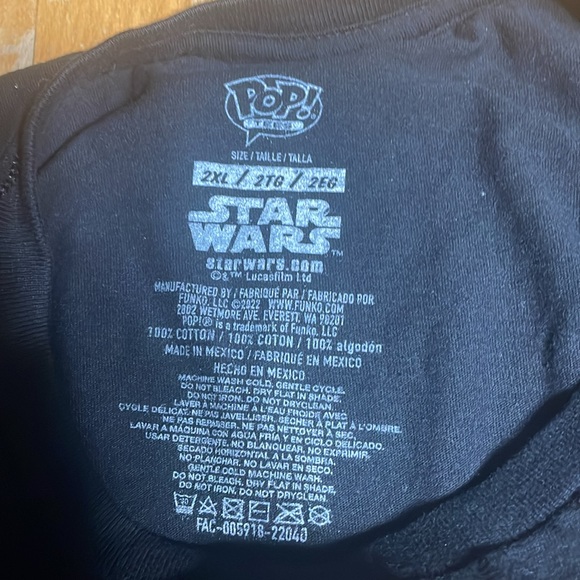 POP!
TEES
SIZE / TAILLE / TALLA
2XL / 2TG / 2EG
STAR
WARS™
starwars.com
©&™ Lucasfilm Ltd
MANUFACTURED BY / FABRIQUÉ PAR / FABRICADO POR
FUNKO, LLC ©2022 WWW.FUNKO.COM
2802 WETMORE AVE. EVERETT, WA 98201
POP!® is a trademark of Funko, LLC
100% COTTON / 100% COTON / 100% algodón
MADE IN MEXICO / FABRIQUÉ EN MEXICO
HECHO EN MEXICO
MACHINE WASH COLD, GENTLE CYCLE.
DO NOT BLEACH. DRY FLAT IN SHADE.
DO NOT IRON. DO NOT DRYCLEAN.
LAVER À MACHINE À L'EAU FROIDE AVEC
CYCLE DÉLICAT. NE PAS JAVELLISER. SÉCHER À PLAT À L'OMBRE.
NE PAS REPASSER. NE PAS NETTOYER À SEC.
LAVAR A MÁQUINA CON AGUA FRÍA Y EN CICLO DELICADO.
USAR DETERGENTE. NO BLANQUEAR. NO EXPRIMIR.
SECADO HORIZONTAL A LA SOMBRA.
NO PLANCHAR. NO LAVAR EN SECO.
GENTLE COLD MACHINE WASH.
DO NOT BLEACH. DRY FLAT IN SHADE,
DO NOT IRON, DO NOT DRYCLEAN.
FAC-005918-22040